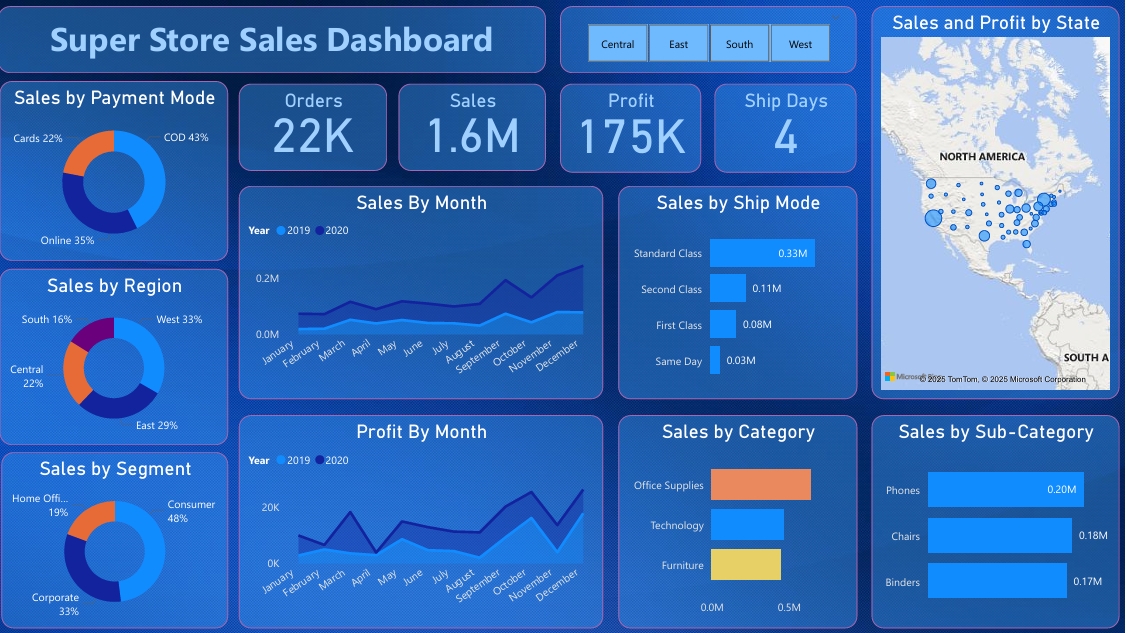 Super Store Sales Dashboard
Central
East
South
West
Sales and Profit by State
NORTH AMERICA
SOUTH A
Microsoft
© 2025 TomTom, © 2025 Microsoft Corporation
Sales by Payment Mode
Cards 22%
COD 43%
Online 35%
Orders
22K
Sales
1.6M
Profit
175K
Ship Days
4
Sales By Month
Year 2019 2020
0.2M
0.0M
January
February
March
April
May
June
July
August
September
October
November
December
Sales by Ship Mode
Standard Class 0.33M
Second Class 0.11M
First Class 0.08M
Same Day 0.03M
Sales by Region
South 16%
West 33%
Central
22%
East 29%
Sales by Segment
Home Offi...
19%
Consumer
48%
Corporate
33%
Profit By Month
Year 2019 2020
20K
0K
January
February
March
April
May
June
July
August
September
October
November
December
Sales by Category
Office Supplies
Technology
Furniture
0.0M 0.5M
Sales by Sub-Category
Phones 0.20M
Chairs 0.18M
Binders 0.17M